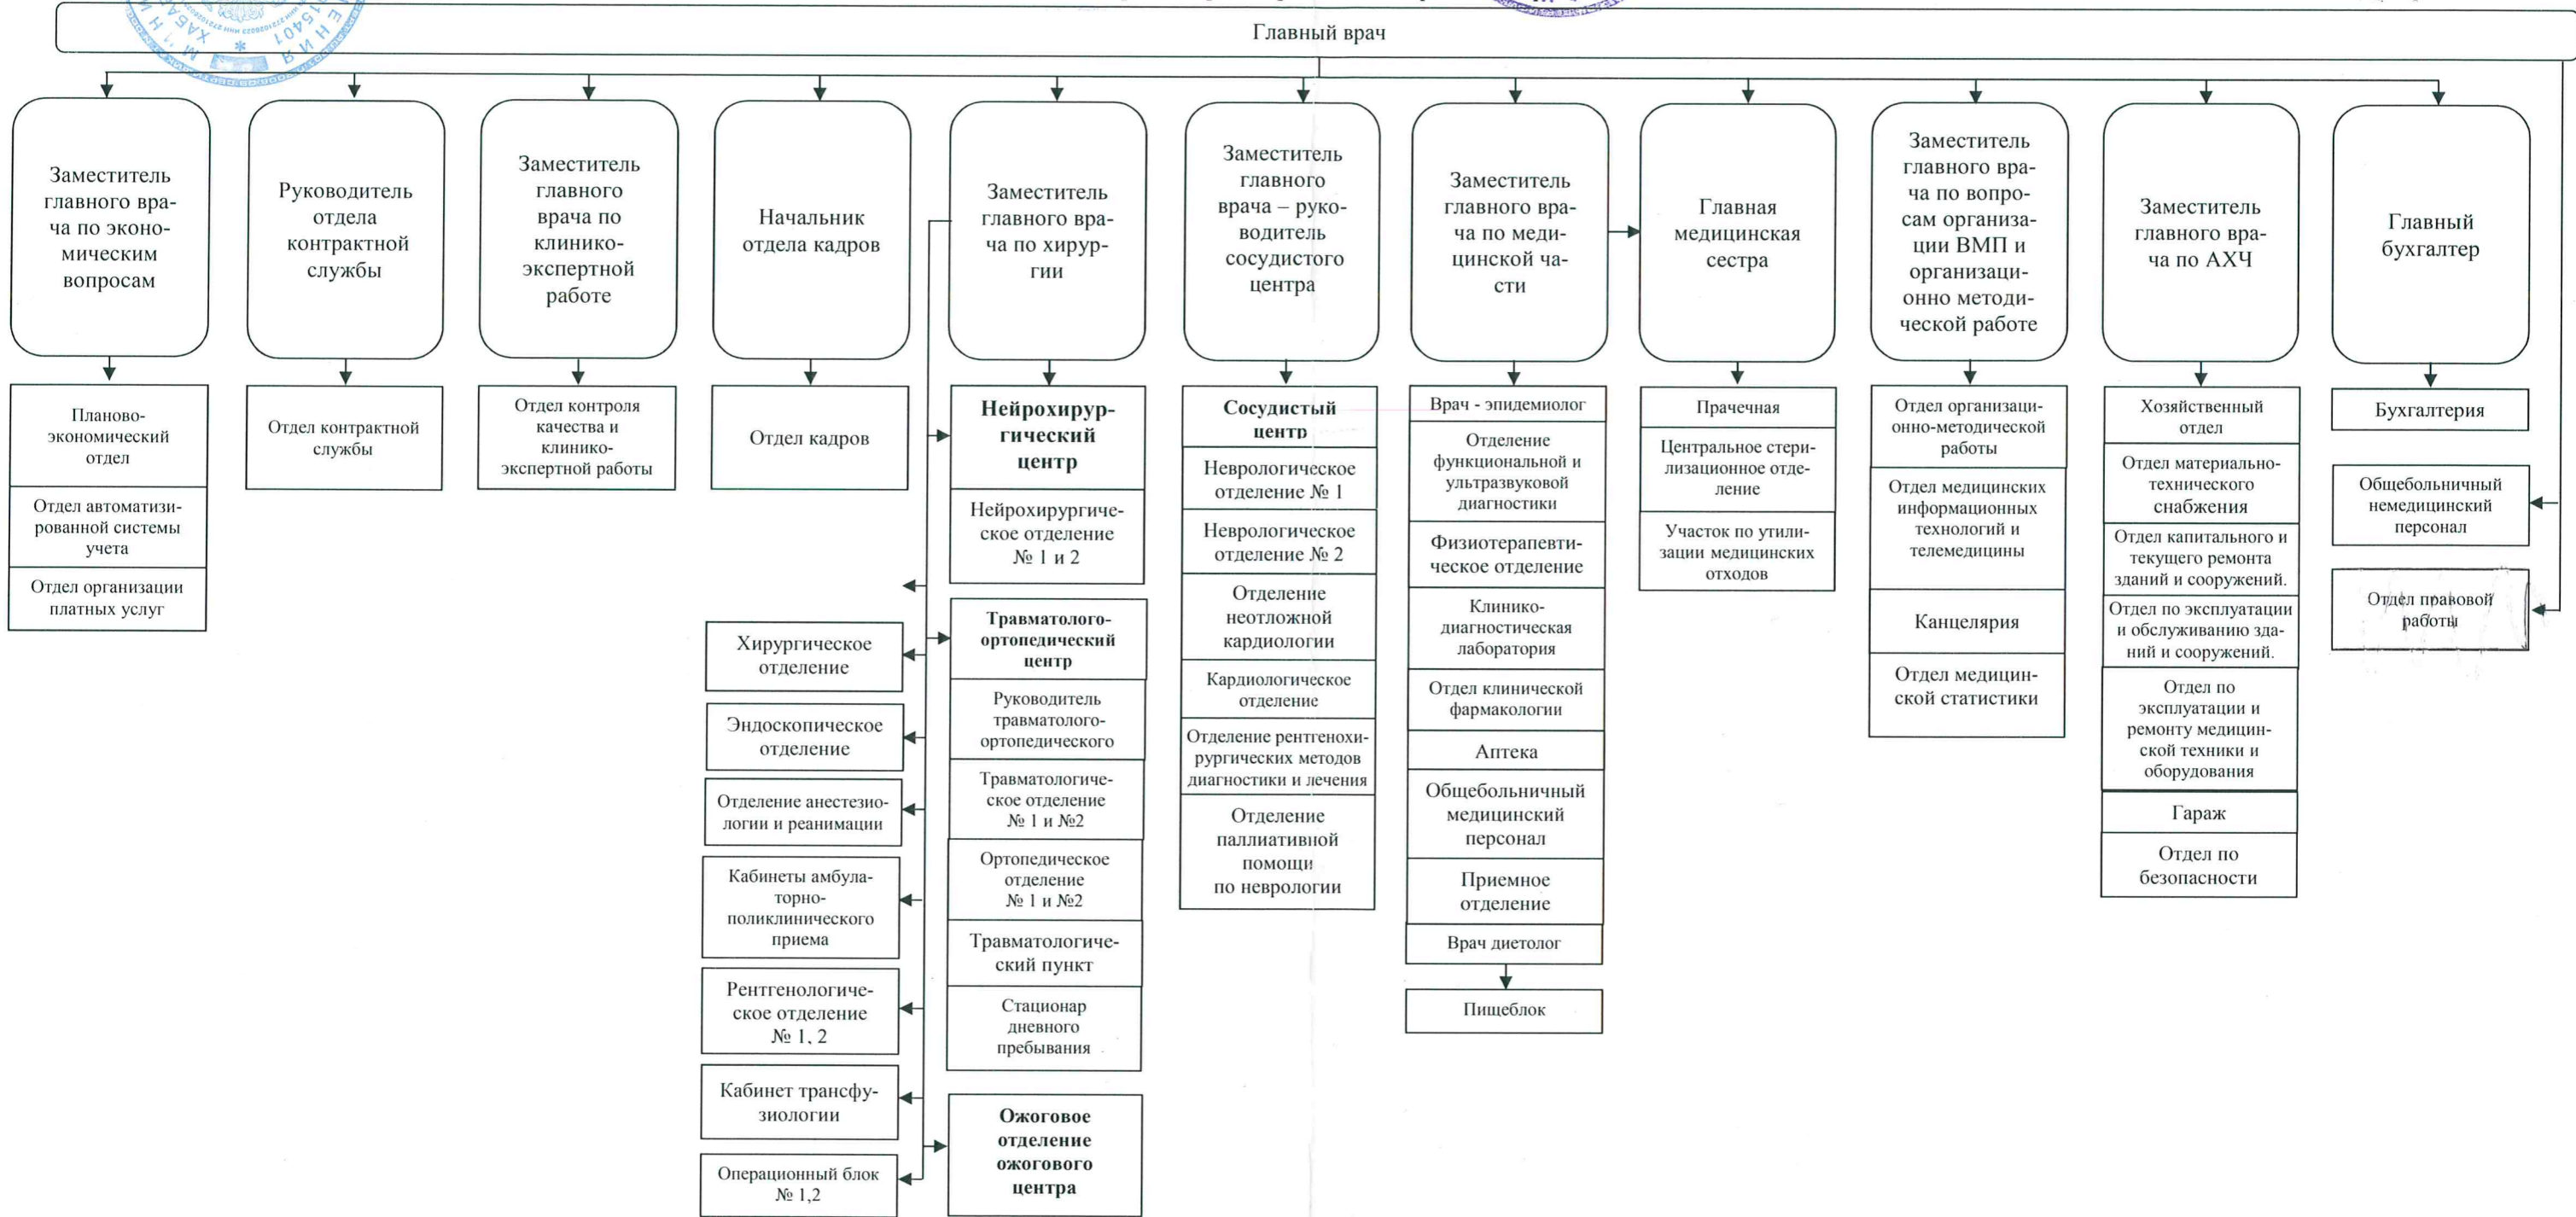 Главный врач
Заместитель
главного вра-
ча по эконо-
мическим
вопросам
Руководитель
отдела
контрактной
службы
Заместитель
главного
врача по
клинико-
экспертной
работе
Начальник
отдела кадров
Заместитель
главного вра-
ча по хирур-
гии
Заместитель
главного
врача – руко-
водитель
сосудистого
центра
Заместитель
главного вра-
ча по меди-
цинской ча-
сти
Главная
медицинская
сестра
Заместитель
главного вра-
ча по вопро-
сам организа-
ции ВМП и
организаци-
онно методи-
ческой работе
Заместитель
главного вра-
ча по АХЧ
Главный
бухгалтер
Планово-
экономический
отдел
Отдел автоматизи-
рованной системы
учета
Отдел организации
платных услуг
Отдел контрактной
службы
Отдел контроля
качества и
клинико-
экспертной работы
Отдел кадров
Хирургическое
отделение
Эндоскопическое
отделение
Отделение анестезио-
логии и реанимации
Кабинеты амбула-
торно-
поликлинического
приема
Рентгенологиче-
ское отделение
№ 1, 2
Кабинет трансфу-
зиологии
Операционный блок
№ 1,2
Нейрохирур-
гический
центр
Нейрохирургиче-
ское отделение
№ 1 и 2
Травматолого-
ортопедический
центр
Руководитель
травматолого-
ортопедического
Травматологиче-
ское отделение
№ 1 и №2
Ортопедическое
отделение
№ 1 и №2
Травматологиче-
ский пункт
Стационар
дневного
пребывания
Ожоговое
отделение
ожогового
центра
Сосудистый
центр
Неврологическое
отделение № 1
Неврологическое
отделение № 2
Отделение
неотложной
кардиологии
Кардиологическое
отделение
Отделение рентгенохи-
рургических методов
диагностики и лечения
Отделение
паллиативной
помощи
по неврологии
Врач - эпидемиолог
Отделение
функциональной и
ультразвуковой
диагностики
Физиотерапевти-
ческое отделение
Клинико-
диагностическая
лаборатория
Отдел клинической
фармакологии
Аптека
Общебольничный
медицинский
персонал
Приемное
отделение
Врач диетолог
Пищеблок
Прачечная
Центральное стери-
лизационное отде-
ление
Участок по утили-
зации медицинских
отходов
Отдел организаци-
онно-методической
работы
Отдел медицинских
информационных
технологий и
телемедицины
Канцелярия
Отдел медицин-
ской статистики
Хозяйственный
отдел
Отдел материально-
технического
снабжения
Отдел капитального и
текущего ремонта
зданий и сооружений.
Отдел по эксплуатации
и обслуживанию зда-
ний и сооружений.
Отдел по
эксплуатации и
ремонту медицин-
ской техники и
оборудования
Гараж
Отдел по
безопасности
Бухгалтерия
Общебольничный
немедицинский
персонал
Отдел правовой
работы